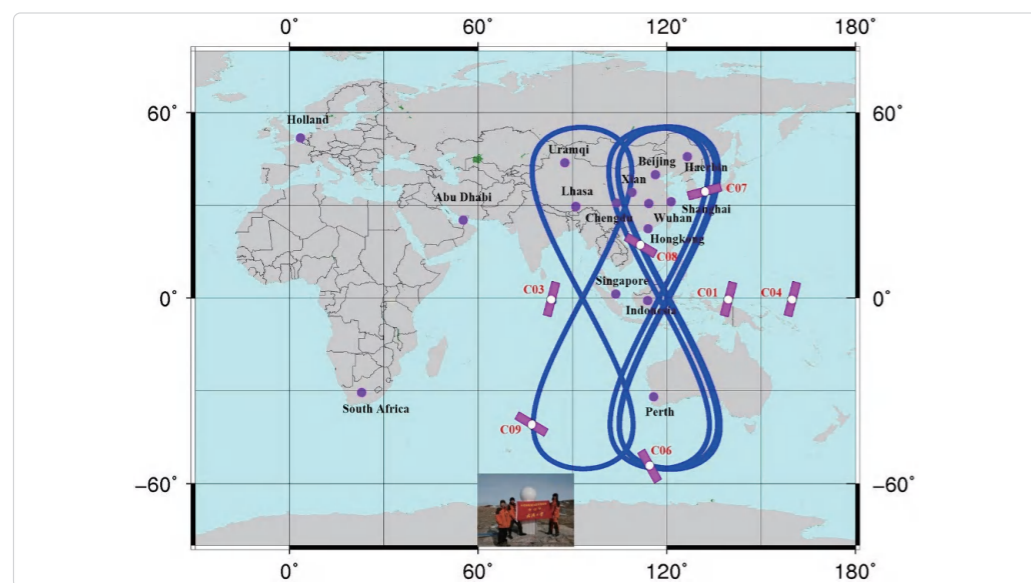 0° 60° 120° 180°
60° 60°
Holland
Uramqi
Beijing
Haerbin
Xian
Lhasa
C07
Abu Dhabi
Chengdu
Shanghai
Wuhan
Hongkong
C08
Singapore
C03
C01
C04
0° 0°
Indonesia
South Africa
Perth
C09
C06
−60° −60°
0° 60° 120° 180°